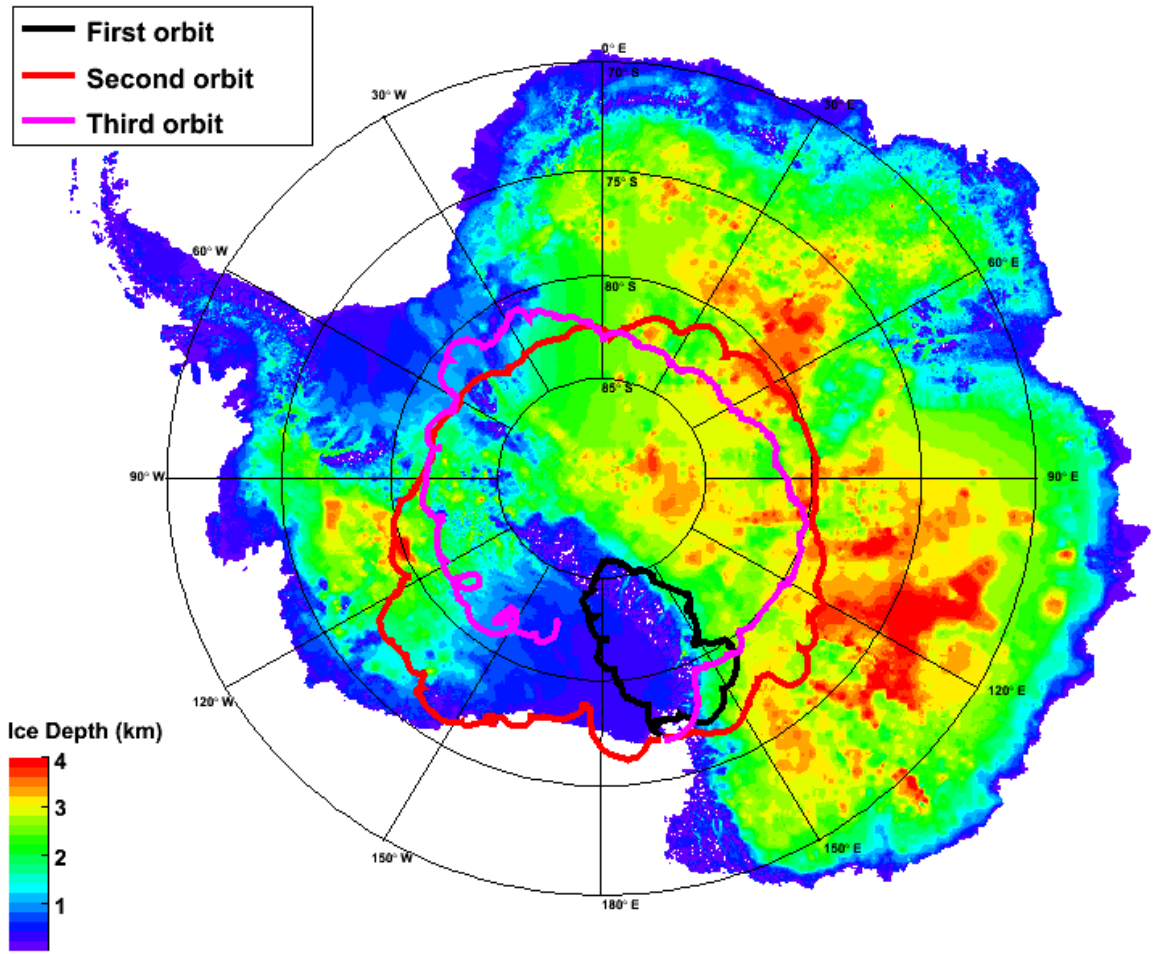 First orbit
Second orbit
Third orbit
0° E
70° S
30° W
30° E
75° S
60° W
60° E
80° S
85° S
90° W
90° E
120° W
120° E
Ice Depth (km)
4
3
2
1
150° W
150° E
180° E